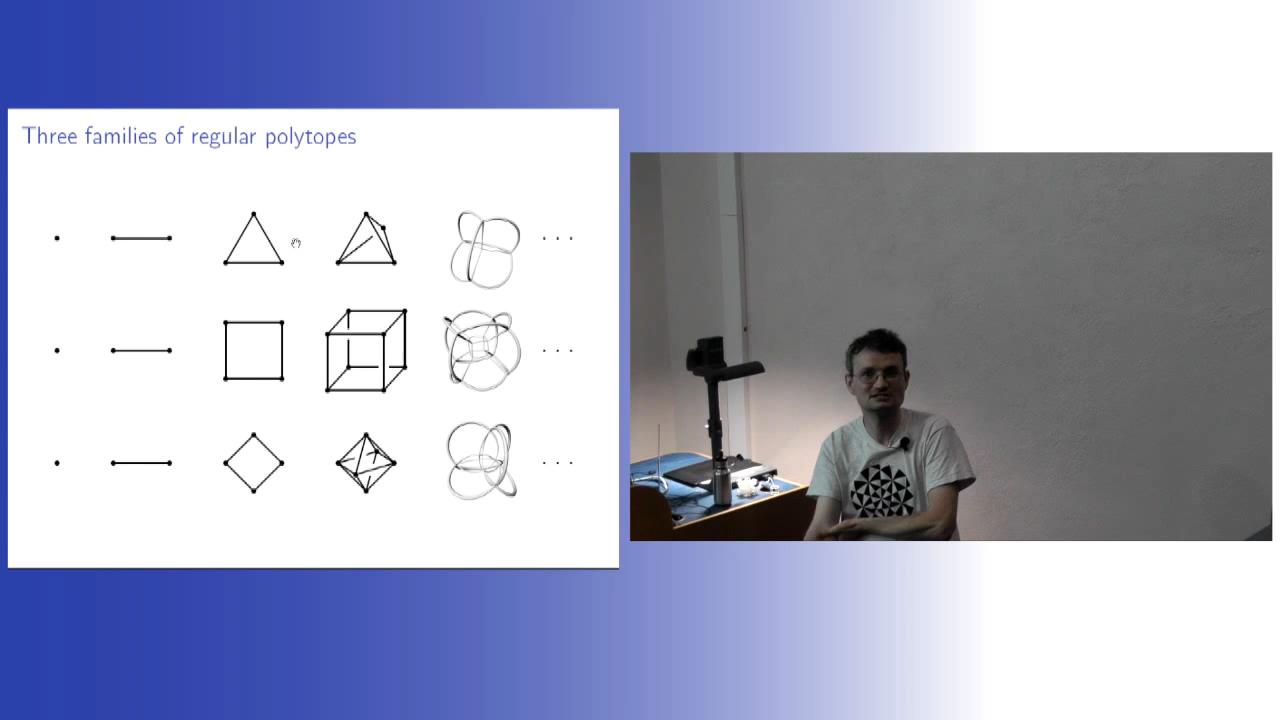 Three families of regular polytopes
. . .
. . .
. . .